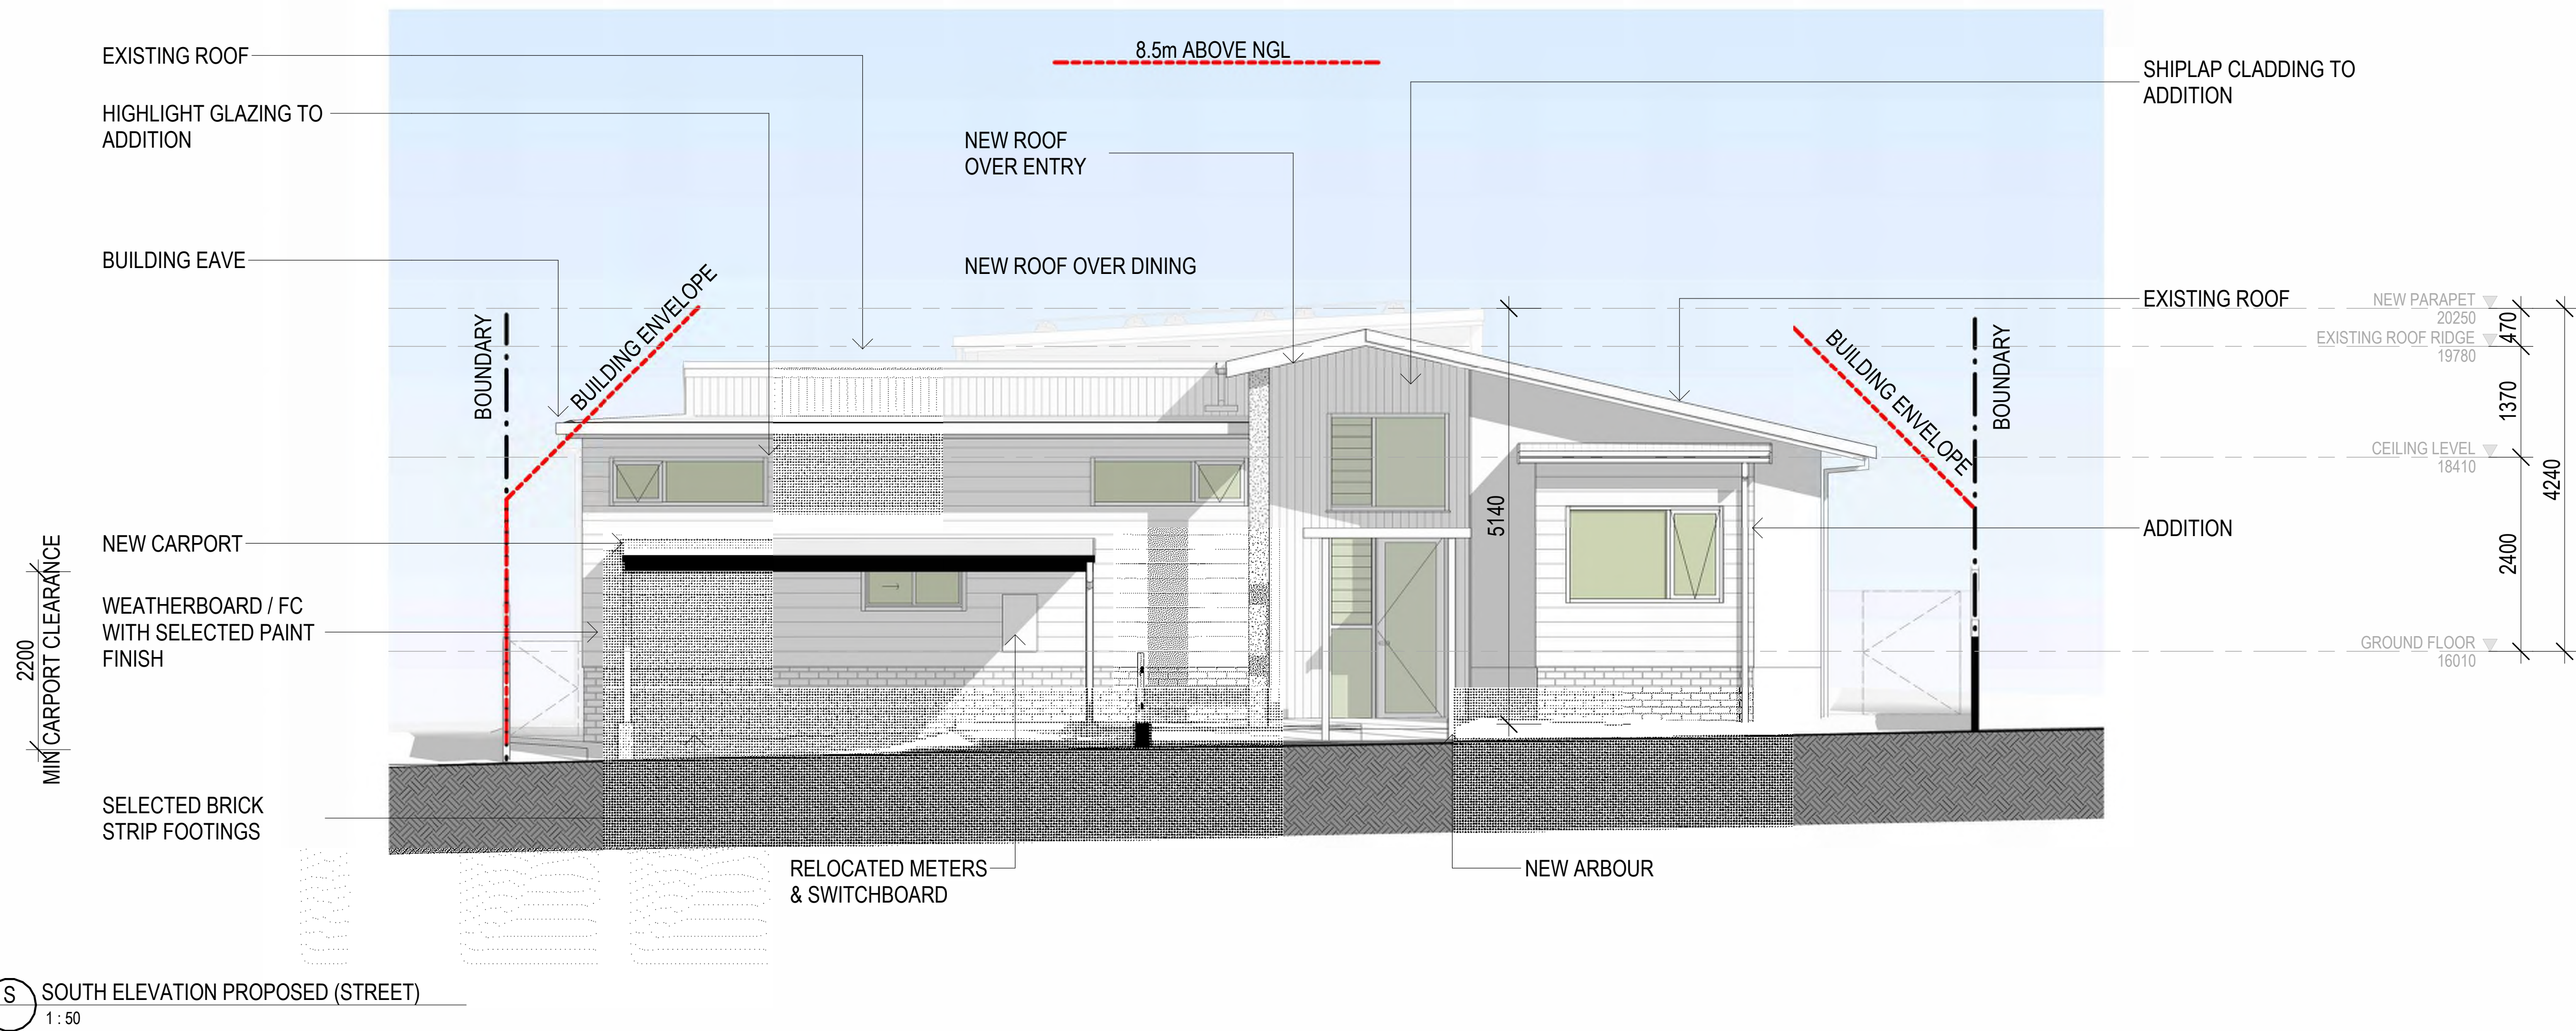 8.5m ABOVE NGL
EXISTING ROOF
HIGHLIGHT GLAZING TO
ADDITION
NEW ROOF
OVER ENTRY
SHIPLAP CLADDING TO
ADDITION
BUILDING EAVE
NEW ROOF OVER DINING
BOUNDARY
BUILDING ENVELOPE
EXISTING ROOF
BUILDING ENVELOPE
BOUNDARY
NEW PARAPET
20250
EXISTING ROOF RIDGE
19780
CEILING LEVEL
18410
GROUND FLOOR
16010
470
1370
2400
4240
5140
NEW CARPORT
ADDITION
WEATHERBOARD / FC
WITH SELECTED PAINT
FINISH
2200
MIN CARPORT CLEARANCE
SELECTED BRICK
STRIP FOOTINGS
RELOCATED METERS
& SWITCHBOARD
NEW ARBOUR
S
SOUTH ELEVATION PROPOSED (STREET)
1 : 50